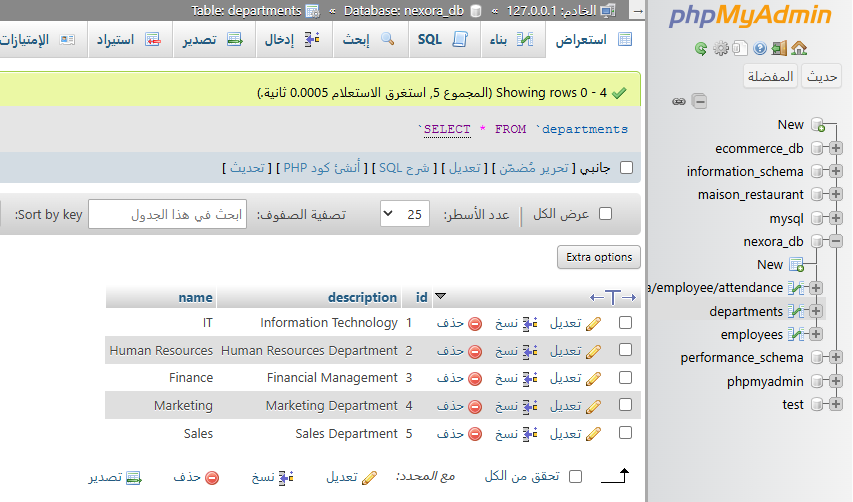 phpMyAdmin
حديث
المفضلة
New
ecommerce_db
information_schema
maison_restaurant
mysql
nexora_db
New
a/employee/attendance
departments
employees
performance_schema
phpmyadmin
test
الخادم: 127.0.0.1 » Database: nexora_db » Table: departments
استعراض بناء SQL إبحث إدخال تصدير استيراد الإمتيازات
Showing rows 0 - 4 (المجموع 5, استغرق الاستعلام 0.0005 ثانية.)
SELECT * FROM `departments`
جانبي [ تحرير مُضمّن ] [ تعديل ] [ شرح SQL ] [ أنشئ كود PHP ] [ تحديث ]
عرض الكل | عدد الأسطر: 25 تصفية الصفوف: ابحث في هذا الجدول Sort by key:
Extra options
id description name
تعديل نسخ حذف 1 Information Technology IT
تعديل نسخ حذف 2 Human Resources Department Human Resources
تعديل نسخ حذف 3 Financial Management Finance
تعديل نسخ حذف 4 Marketing Department Marketing
تعديل نسخ حذف 5 Sales Department Sales
تحقق من الكل مع المحدد: تعديل نسخ حذف تصدير